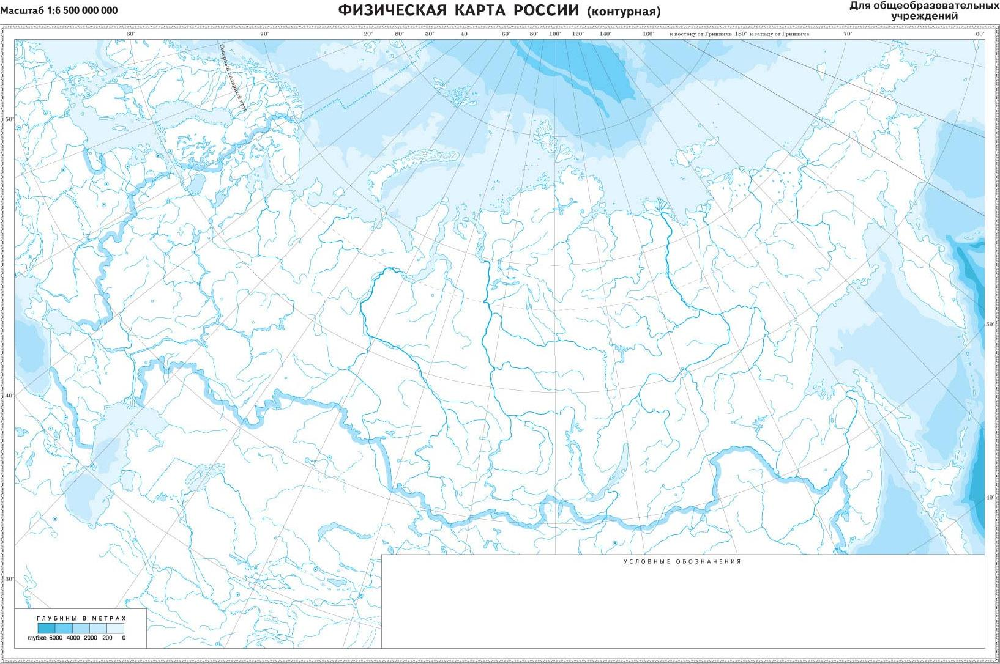 Масштаб 1:6 500 000 000
ФИЗИЧЕСКАЯ КАРТА РОССИИ (контурная)
Для общеобразовательных
учреждений
60° 70° 20° 80° 30° 40 60° 80° 100° 120° 140° 160° к востоку от Гринвича 180° к западу от Гринвича 70° 60°
Северный полярный круг
50°
50°
40°
40°
30°
УСЛОВНЫЕ ОБОЗНАЧЕНИЯ
ГЛУБИНЫ В МЕТРАХ
глубже 6000 4000 2000 200 0